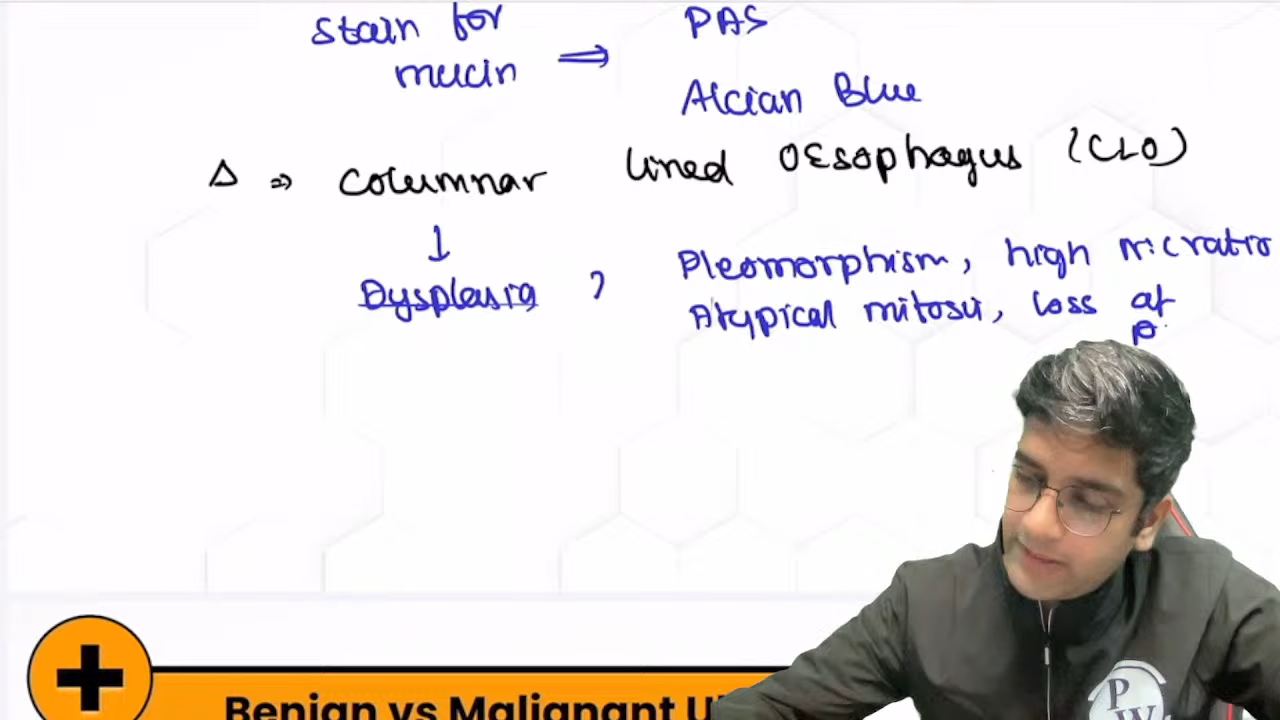 Stain for ⇒ PAS
mucin
Alcian Blue
Δ ⇒ Columnar lined OEsophagus (CLO)
↓
Dysplasia, Pleomorphism, high N:C ratio
Atypical mitosis, loss of
P
Benign vs Malignant
P
W